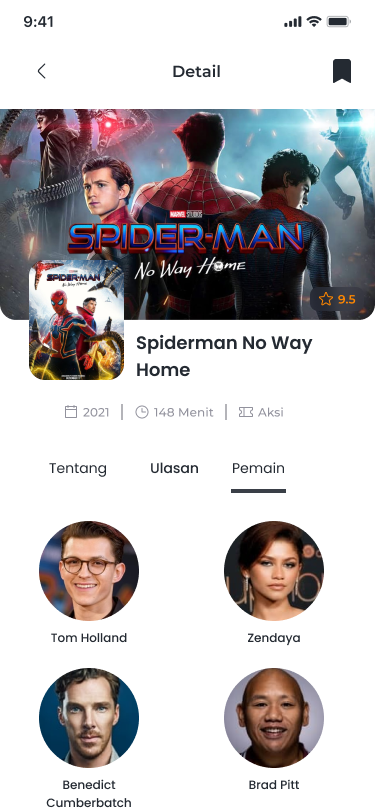 9:41
Detail
MARVEL STUDIOS
SPIDER-MAN
No Way Home
9.5
SPIDER-MAN
No Way Home
Spiderman No Way
Home
2021
148 Menit
Aksi
Tentang
Ulasan
Pemain
Tom Holland
Zendaya
Benedict
Cumberbatch
Brad Pitt